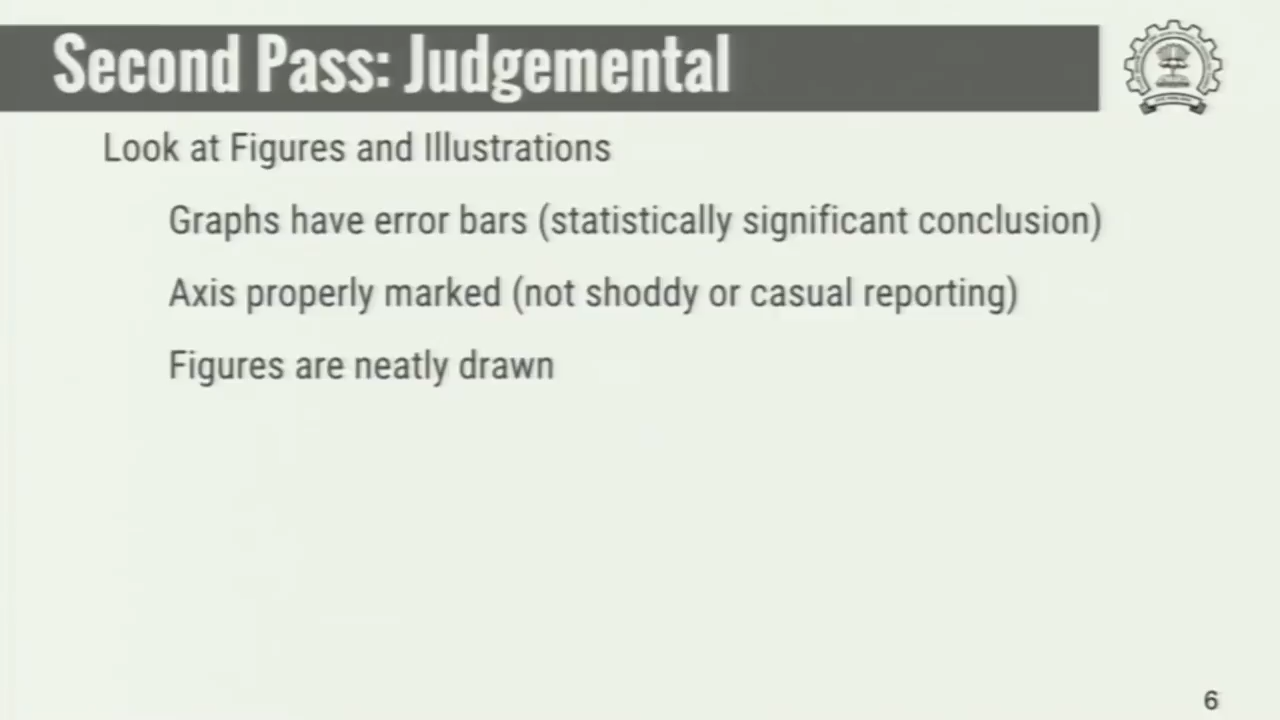 Second Pass: Judgemental
Look at Figures and Illustrations
Graphs have error bars (statistically significant conclusion)
Axis properly marked (not shoddy or casual reporting)
Figures are neatly drawn
6